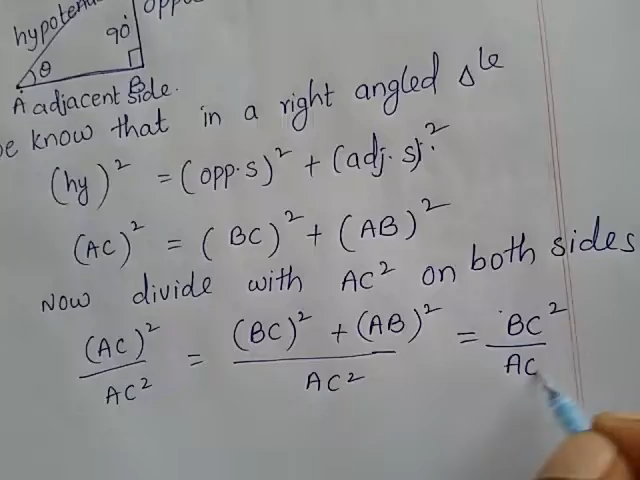 90°
θ
A adjacent side.
B
know that in a right angled Δle
(hy)² = (opp.s)² + (adj.s)².
(AC)² = (BC)² + (AB)²
Now divide with AC² on both sides
(AC)²/AC² = (BC)² + (AB)²/AC² = BC²/AC